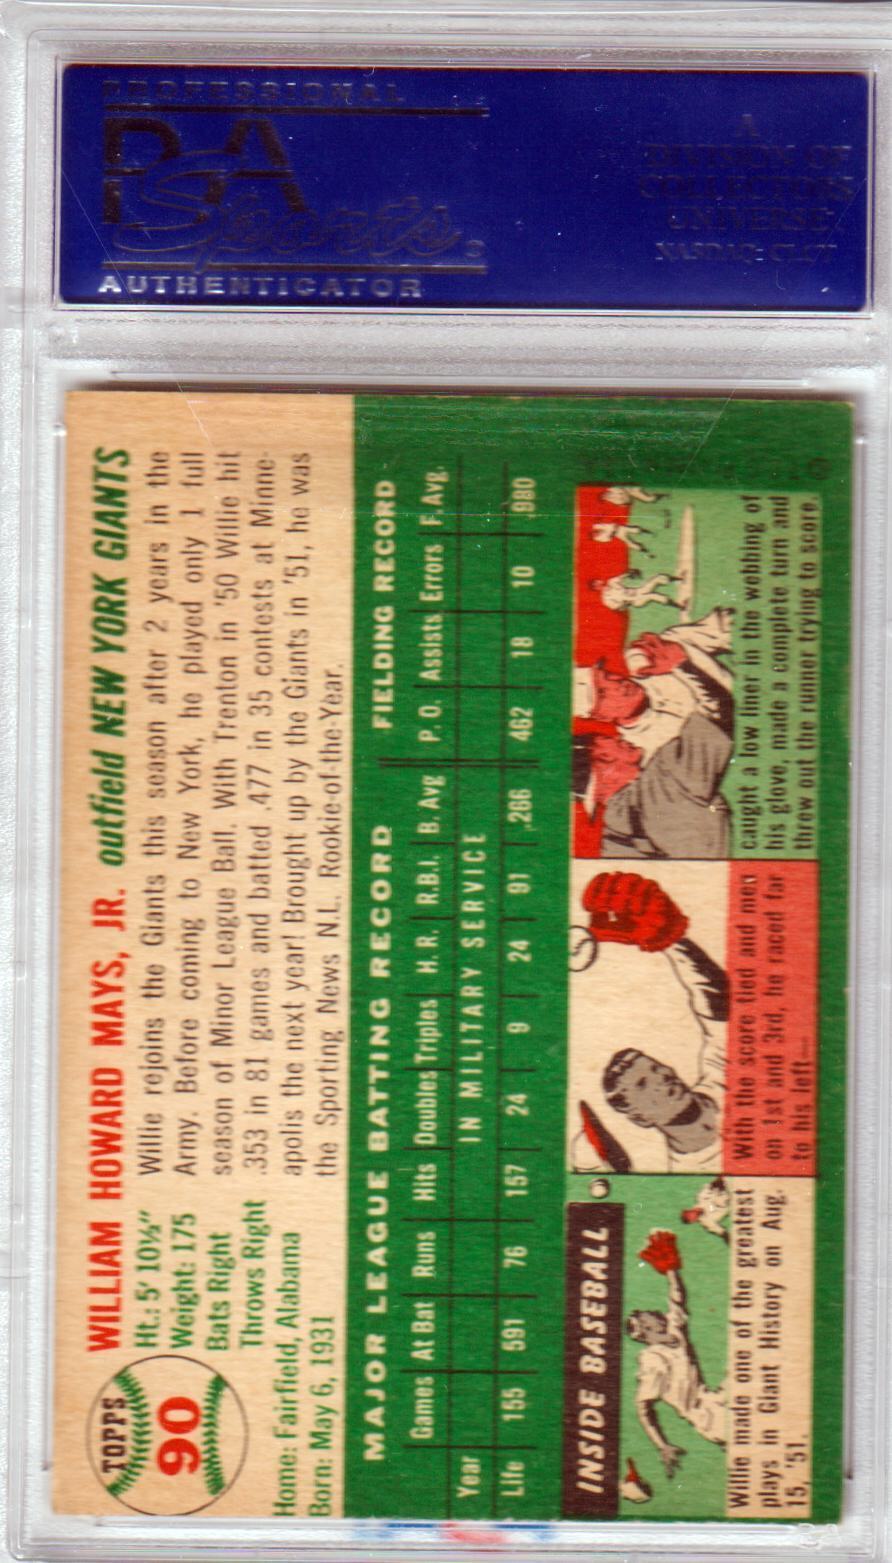 PROFESSIONAL
PSA
Sports
AUTHENTICATOR
A
DIVISION OF
COLLECTORS
UNIVERSE
NASDAQ: CLCT
TOPPS
90
WILLIAM HOWARD MAYS, JR. outfield NEW YORK GIANTS
Ht.: 5' 10½"
Weight: 175
Bats Right
Throws Right
Home: Fairfield, Alabama
Born: May 6, 1931
Willie rejoins the Giants this season after 2 years in the
Army. Before coming to New York, he played only 1 full
season of Minor League Ball. With Trenton in '50 Willie hit
.353 in 81 games and batted .477 in 35 contests at Minne-
apolis the next year! Brought up by the Giants in '51, he was
the Sporting News N.L. Rookie-of-the-Year.
MAJOR LEAGUE BATTING RECORD FIELDING RECORD
Year Games At Bat Runs Hits Doubles Triples H.R. R.B.I. B. Avg P.O. Assists Errors F. Avg.
IN MILITARY SERVICE
Life 155 591 76 157 24 9 24 91 .266 462 18 10 .980
INSIDE BASEBALL
Willie made one of the greatest
plays in Giant History on Aug.
15, '51.
With the score tied and men
on 1st and 3rd, he raced far
to his left—
caught a low liner in the webbing of
his glove, made a complete turn and
threw out the runner trying to score.